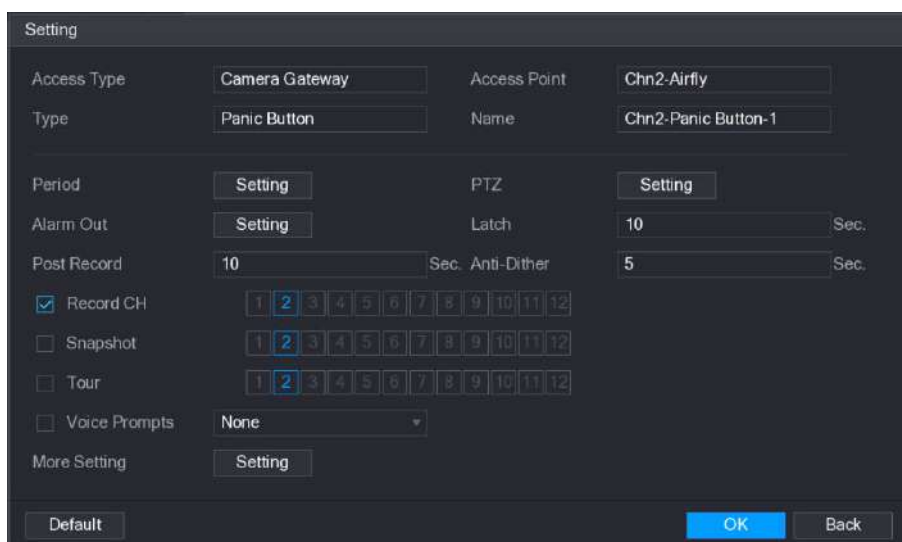 Setting
Access Type Camera Gateway Access Point Chn2-Airfly
Type Panic Button Name Chn2-Panic Button-1
Period Setting PTZ Setting
Alarm Out Setting Latch 10 Sec.
Post Record 10 Sec. Anti-Dither 5 Sec.
Record CH 1 2 3 4 5 6 7 8 9 10 11 12
Snapshot 1 2 3 4 5 6 7 8 9 10 11 12
Tour 1 2 3 4 5 6 7 8 9 10 11 12
Voice Prompts None
More Setting Setting
Default OK Back